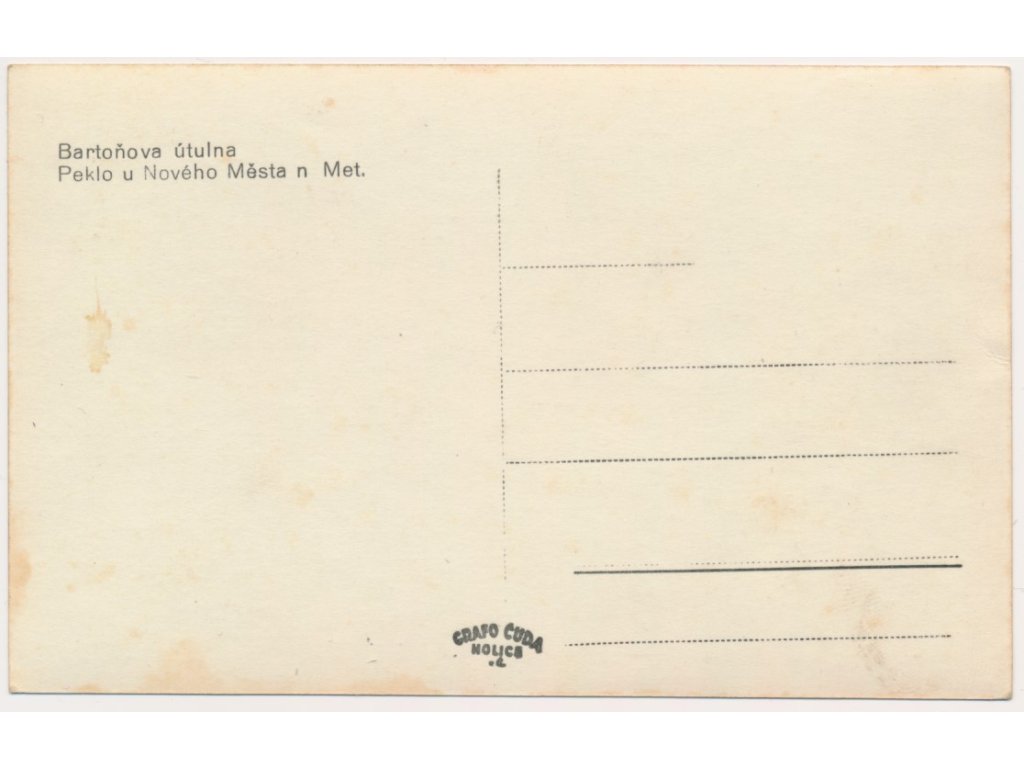 Bartoňova útulna
Peklo u Nového Města n Met.
GRAFO ČUDA
HOLICE